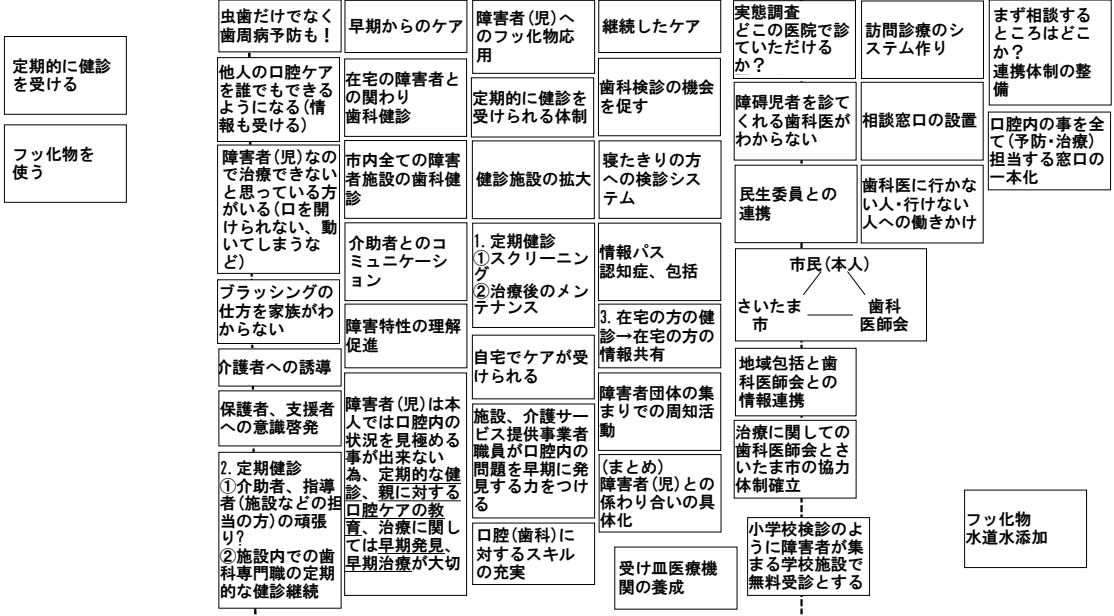 定期的に健診
を受ける
フッ化物を
使う
虫歯だけでなく
歯周病予防も！
他人の口腔ケア
を誰でもできる
ようになる(情
報も受ける)
障害者(児)なの
で治療できない
と思っている方
がいる(口を開
けられない、動
いてしまうな
ど)
ブラッシングの
仕方を家族がわ
からない
介護者への誘導
保護者、支援者
への意識啓発
2. 定期健診
①介助者、指導
者(施設などの担
当の方)の頑張
り?
②施設内での歯
科専門職の定期
的な健診継続
早期からのケア
在宅の障害者と
の関わり
歯科健診
市内全ての障害
者施設の歯科健
診
介助者とのコ
ミュニケーシ
ョン
障害特性の理解
促進
障害者(児)は本
人では口腔内の
状況を見極める
事が出来ない
為、定期的な健
診、親に対する
口腔ケアの教
育、治療に関し
ては早期発見、
早期治療が大切
障害者(児)へ
のフッ化物応
用
定期的に健診を
受けられる体制
健診施設の拡大
1. 定期健診
①スクリーニン
グ
②治療後のメン
テナンス
自宅でケアが受
けられる
施設、介護サー
ビス提供事業者
職員が口腔内の
問題を早期に発
見する力をつけ
る
口腔(歯科)に
対するスキル
の充実
継続したケア
歯科検診の機会
を促す
寝たきりの方
への検診シス
テム
情報パス
認知症、包括
3. 在宅の方の健
診→在宅の方の
情報共有
障害者団体の集
まりでの周知活
動
(まとめ)
障害者(児)との
係わり合いの具
体化
受け皿医療機
関の養成
実態調査
どこの医院で診
ていただける
か？
障碍児者を診て
くれる歯科医が
わからない
民生委員との
連携
市民(本人)
さいたま
市
歯科
医師会
地域包括と歯
科医師会との
情報連携
治療に関しての
歯科医師会とさ
いたま市の協力
体制確立
小学校検診のよ
うに障害者が集
まる学校施設で
無料受診とする
訪問診療のシ
ステム作り
相談窓口の設置
歯科医に行かな
い人・行けない
人への働きかけ
まず相談する
ところはどこ
か？
連携体制の整
備
口腔内の事を全
て(予防・治療)
担当する窓口の
一本化
フッ化物
水道水添加